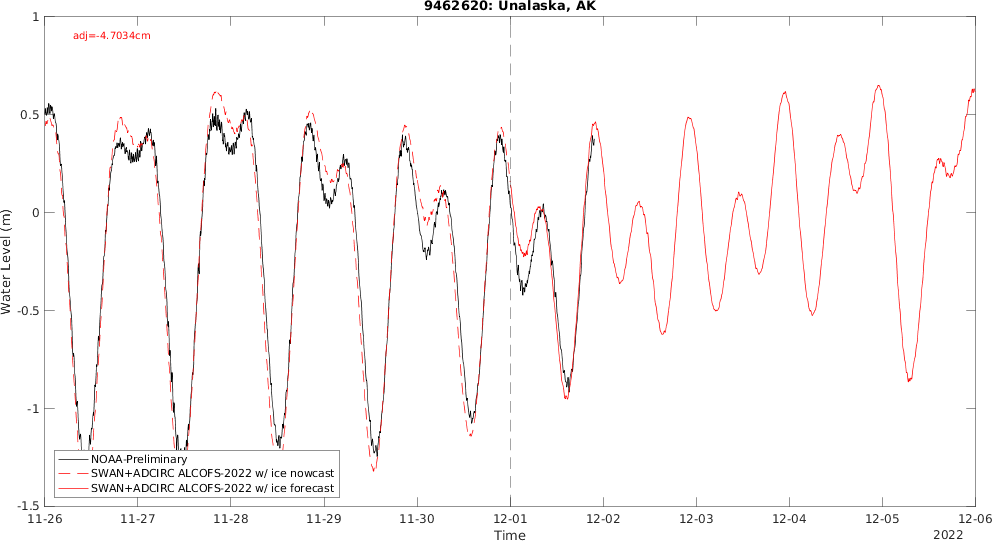 9462620: Unalaska, AK
adj=-4.7034cm
Water Level (m)
1
0.5
0
-0.5
-1
-1.5
NOAA-Preliminary
SWAN+ADCIRC ALCOFS-2022 w/ ice nowcast
SWAN+ADCIRC ALCOFS-2022 w/ ice forecast
11-26 11-27 11-28 11-29 11-30 12-01 12-02 12-03 12-04 12-05 12-06
Time
2022